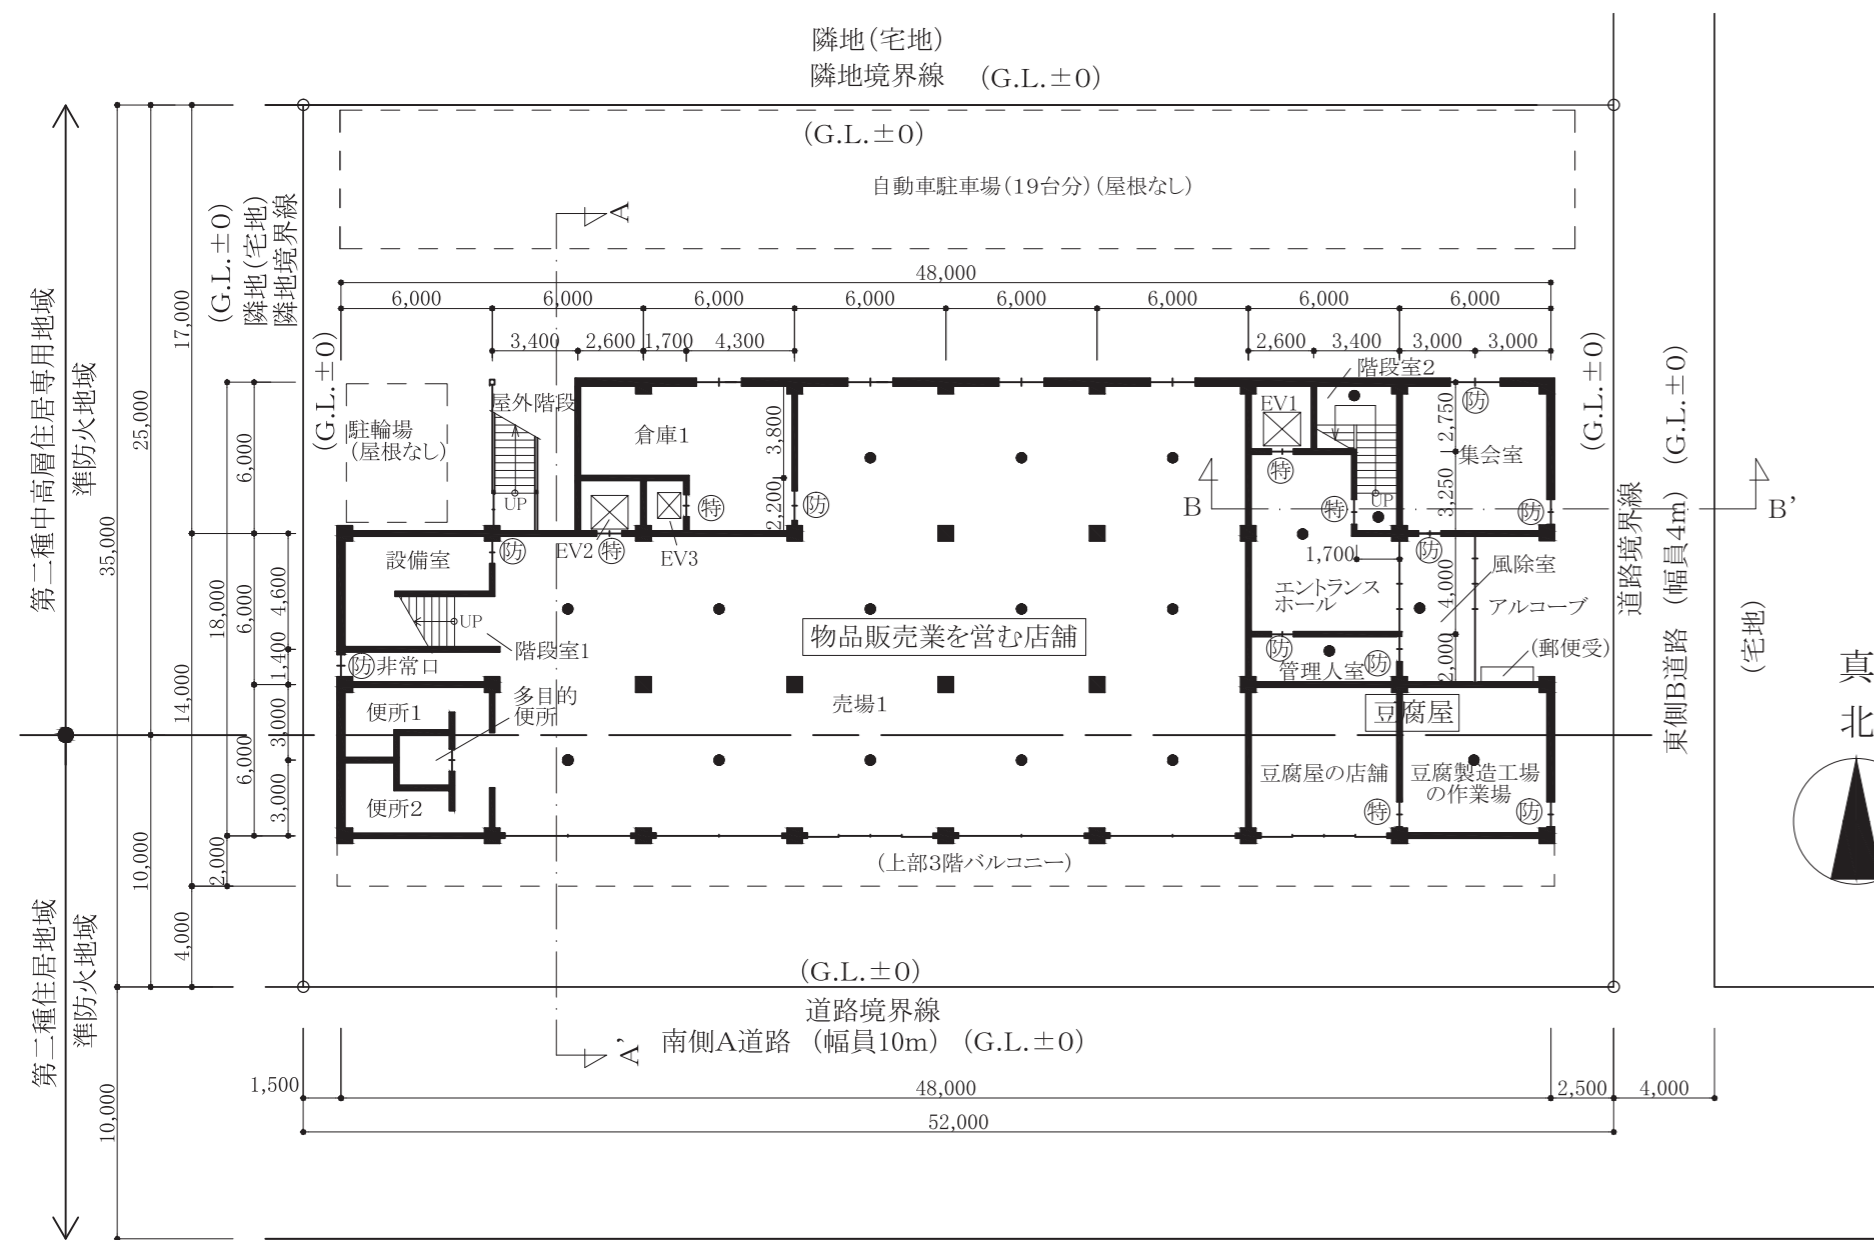 隣地(宅地)
隣地境界線 (G.L.±0)
(G.L.±0)
自動車駐車場(19台分)(屋根なし)
A
48,000
6,000 6,000 6,000 6,000 6,000 6,000 6,000 6,000
3,400 2,600 1,700 4,300 2,600 3,400 3,000 3,000
第二種中高層住居専用地域
準防火地域
35,000
25,000
17,000
(G.L.±0)
隣地(宅地)
隣地境界線
(G.L.±0)
18,000
6,000
6,000
6,000
4,600
1,400
3,000
3,000
14,000
2,000
10,000
4,000
駐輪場
(屋根なし)
屋外階段
UP
倉庫1
3,800
2,200
防
特
EV2 特
EV3
設備室
防
UP
階段室1
防 非常口
多目的
便所
便所1
便所2
物品販売業を営む店舗
売場1
階段室2
EV1
特
特
UP
2,750
3,250
防
集会室
防
防
B
B'
1,700
エントランス
ホール
4,000
2,000
風除室
アルコーブ
(郵便受)
防
管理人室
防
豆腐屋
豆腐屋の店舗
豆腐製造工場
の作業場
特
防
(上部3階バルコニー)
(G.L.±0)
道路境界線
東側B道路 (幅員4m) (G.L.±0)
(宅地)
真
北
第二種住居地域
準防火地域
10,000
(G.L.±0)
道路境界線
南側A道路 (幅員10m) (G.L.±0)
A'
1,500 48,000 2,500 4,000
52,000